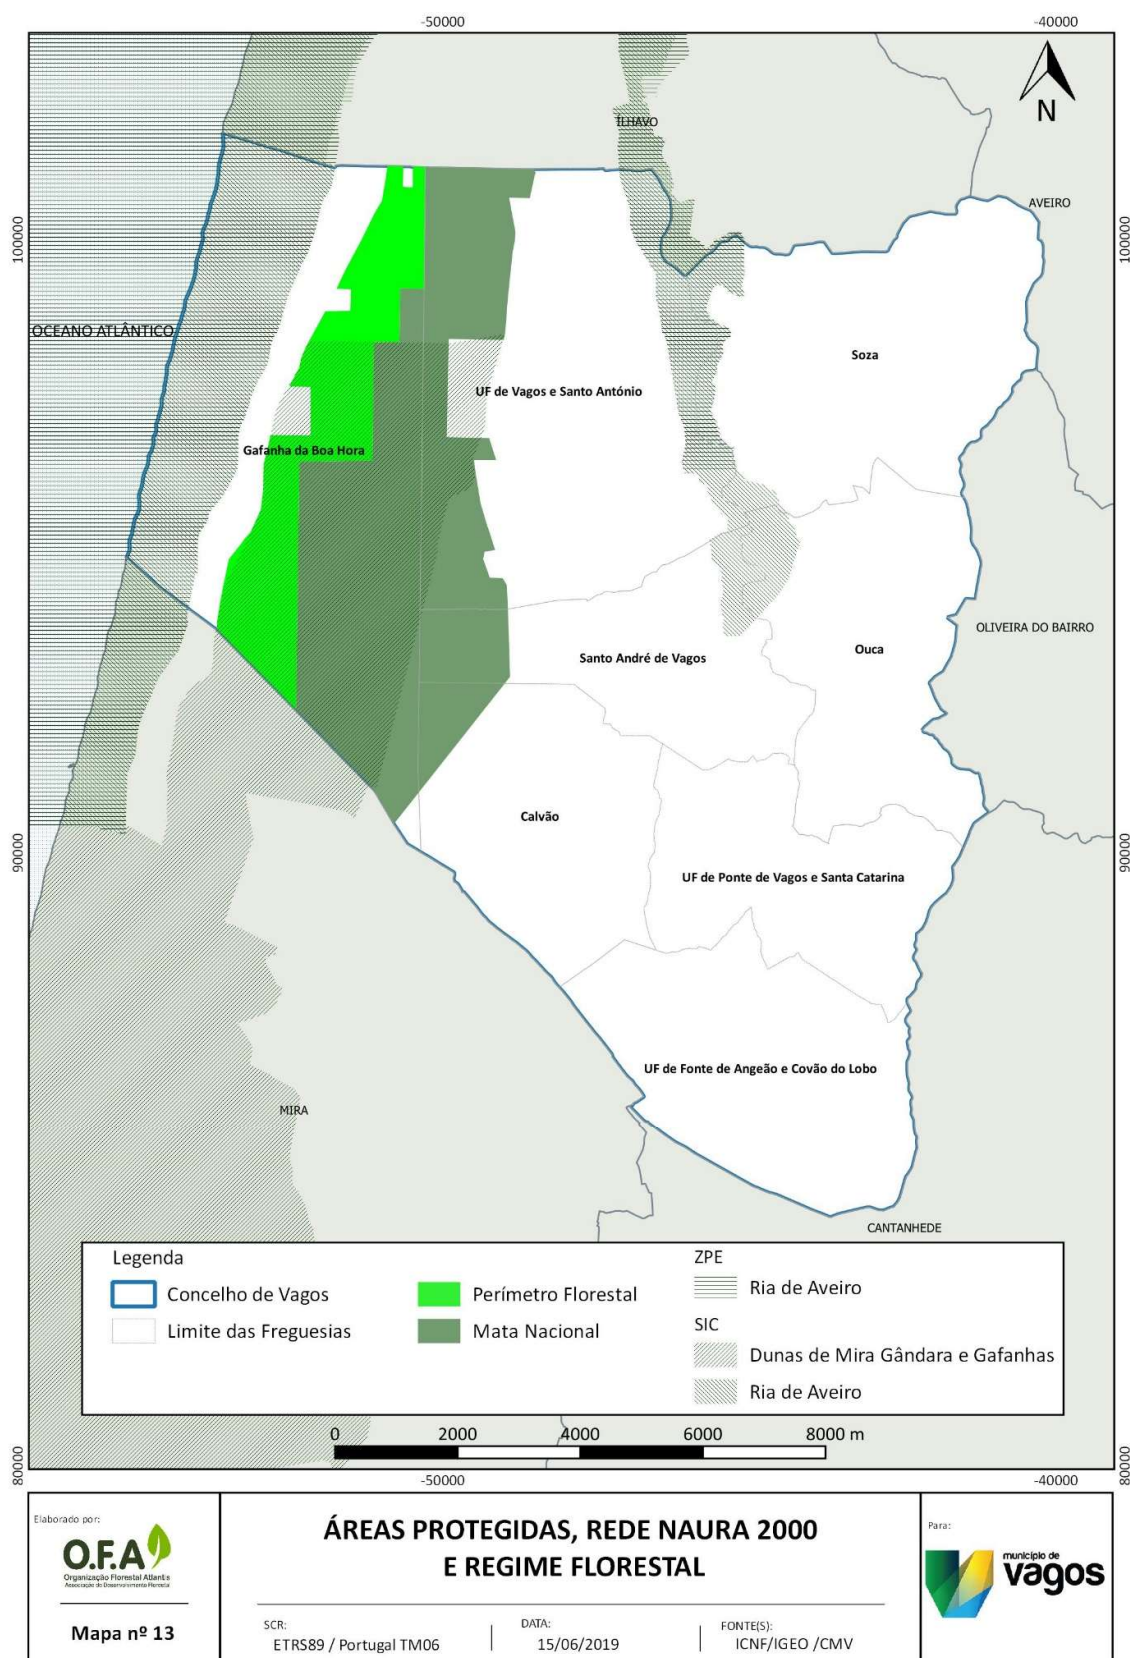 -50000
-40000
N
ÍLHAVO
AVEIRO
100000
100000
OCEANO ATLÂNTICO
Soza
UF de Vagos e Santo António
Gafanha da Boa Hora
OLIVEIRA DO BAIRRO
Ouca
Santo André de Vagos
Calvão
90000
90000
UF de Ponte de Vagos e Santa Catarina
UF de Fonte de Angeão e Covão do Lobo
MIRA
CANTANHEDE
Legenda
Concelho de Vagos
Limite das Freguesias
Perímetro Florestal
Mata Nacional
ZPE
Ria de Aveiro
SIC
Dunas de Mira Gândara e Gafanhas
Ria de Aveiro
0 2000 4000 6000 8000 m
80000
80000
-50000
-40000
Elaborado por:
O.F.A
Organização Florestal Atlantis
Associação de Desenvolvimento Florestal
Mapa nº 13
ÁREAS PROTEGIDAS, REDE NAURA 2000
E REGIME FLORESTAL
SCR:
ETRS89 / Portugal TM06
DATA:
15/06/2019
FONTE(S):
ICNF/IGEO /CMV
Para:
município de
vagos